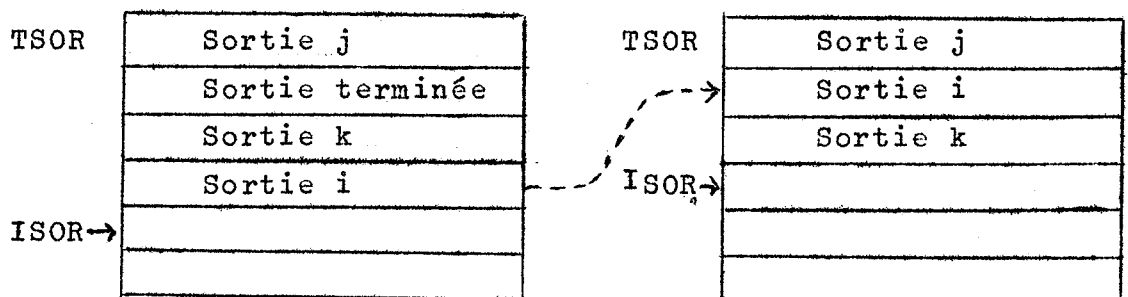 TSOR
Sortie j
Sortie terminée
Sortie k
Sortie i
ISOR→
TSOR
Sortie j
Sortie i
Sortie k
ISOR→